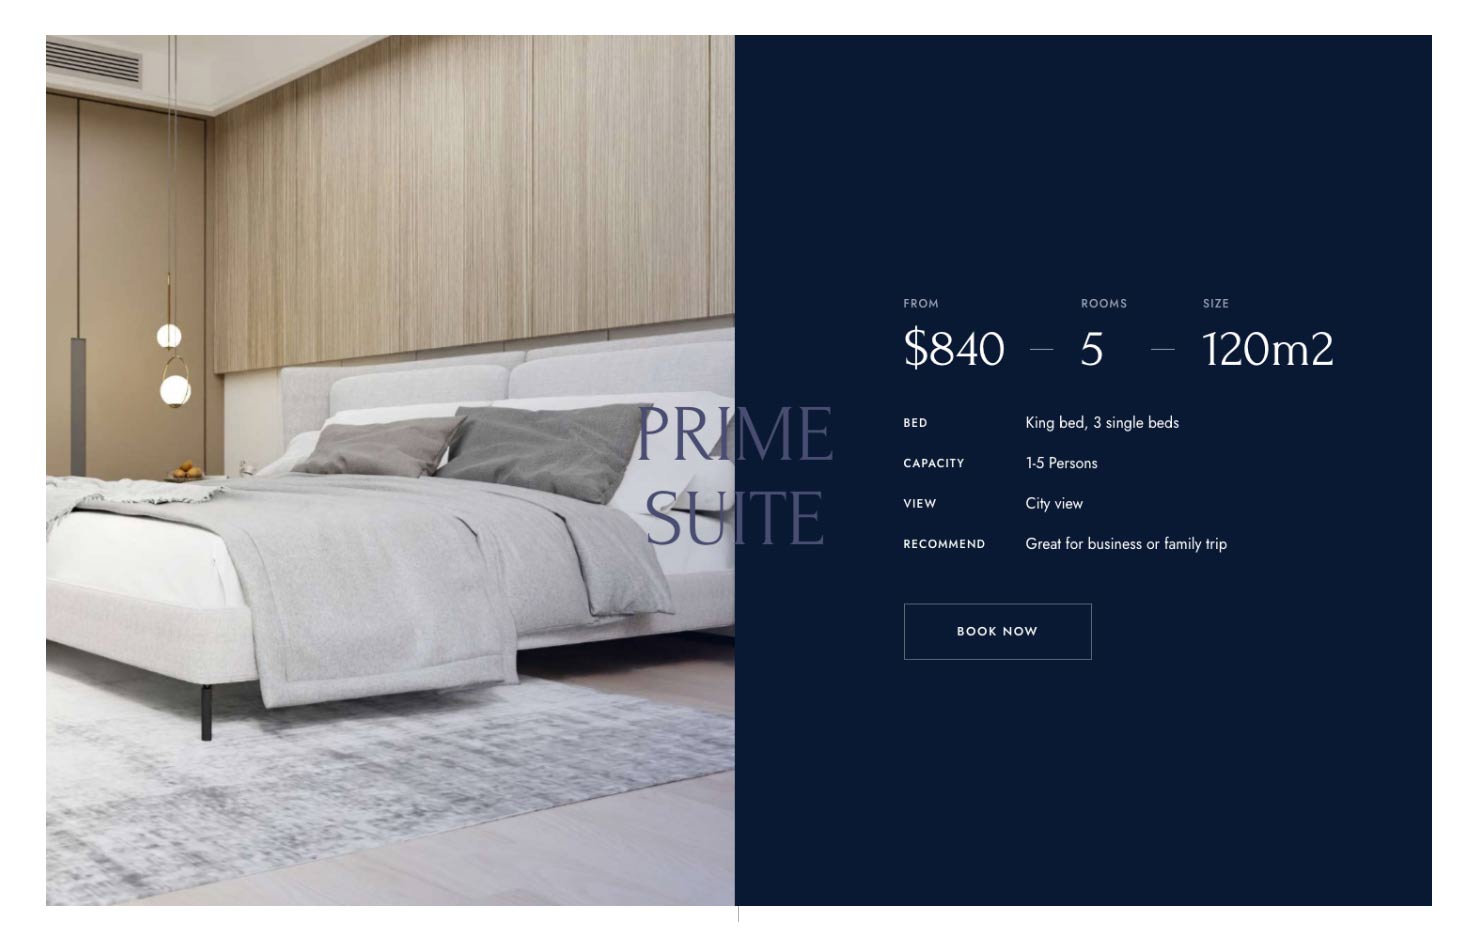 PRIME
SUITE
FROM ROOMS SIZE
$840 — 5 — 120m2
BED King bed, 3 single beds
CAPACITY 1-5 Persons
VIEW City view
RECOMMEND Great for business or family trip
BOOK NOW